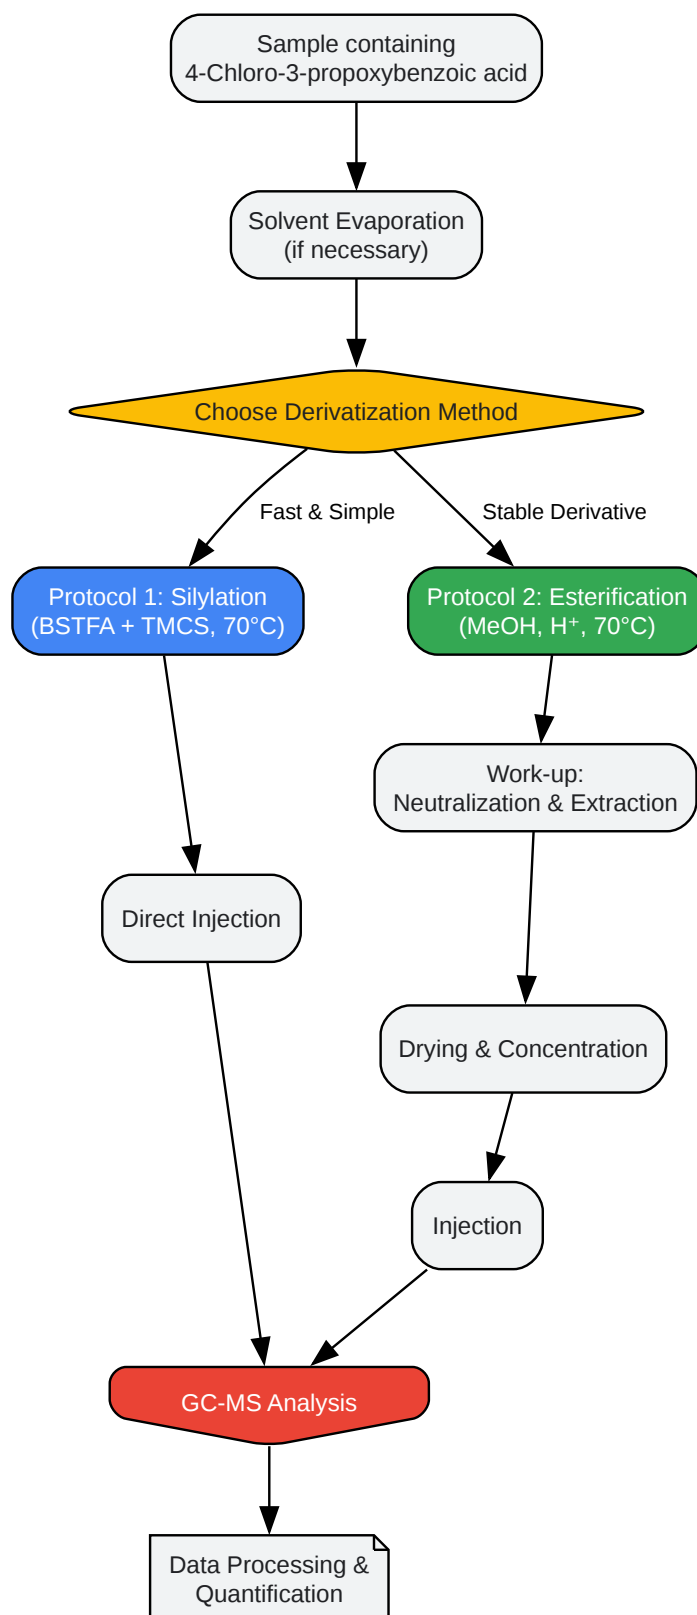 Sample containing
4-Chloro-3-propoxybenzoic acid
Solvent Evaporation
(if necessary)
Choose Derivatization Method
Fast & Simple
Stable Derivative
Protocol 1: Silylation
(BSTFA + TMCS, 70°C)
Protocol 2: Esterification
(MeOH, H⁺, 70°C)
Work-up:
Neutralization & Extraction
Direct Injection
Drying & Concentration
Injection
GC-MS Analysis
Data Processing &
Quantification